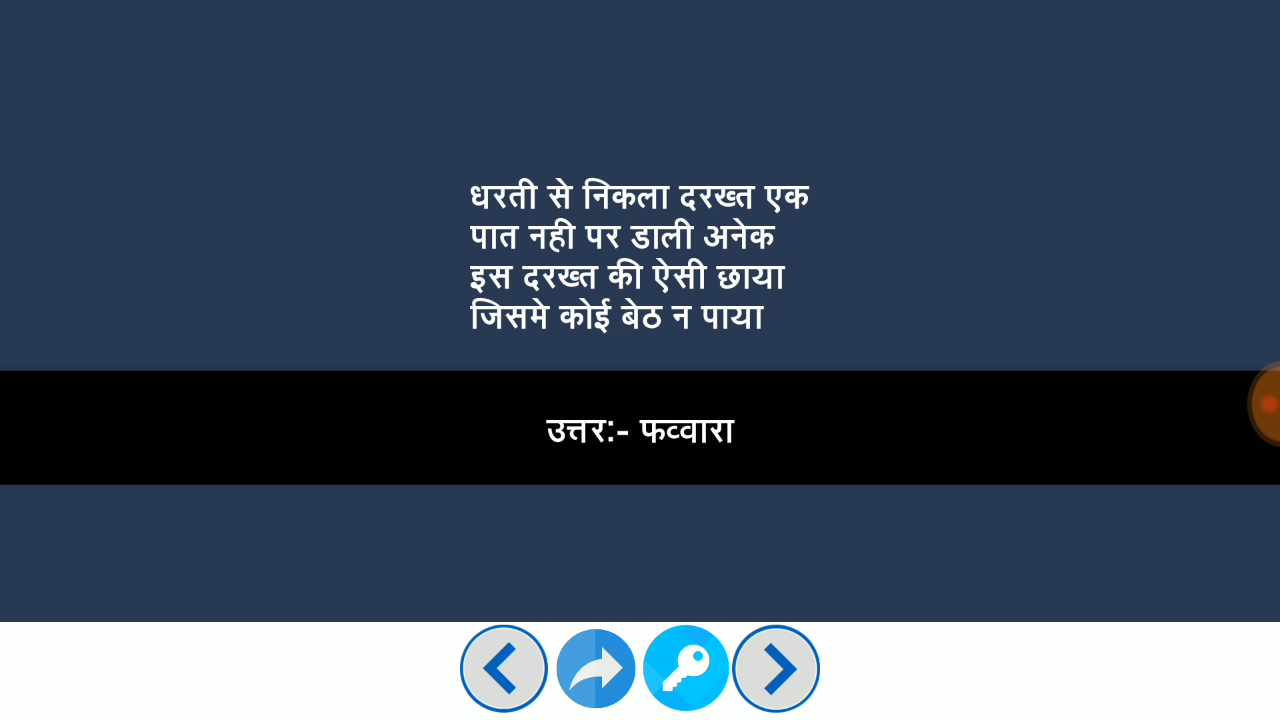 धरती से निकला दरख्त एक
पात नही पर डाली अनेक
इस दरख्त की ऐसी छाया
जिसमे कोई बेठ न पाया
उत्तर:- फव्वारा